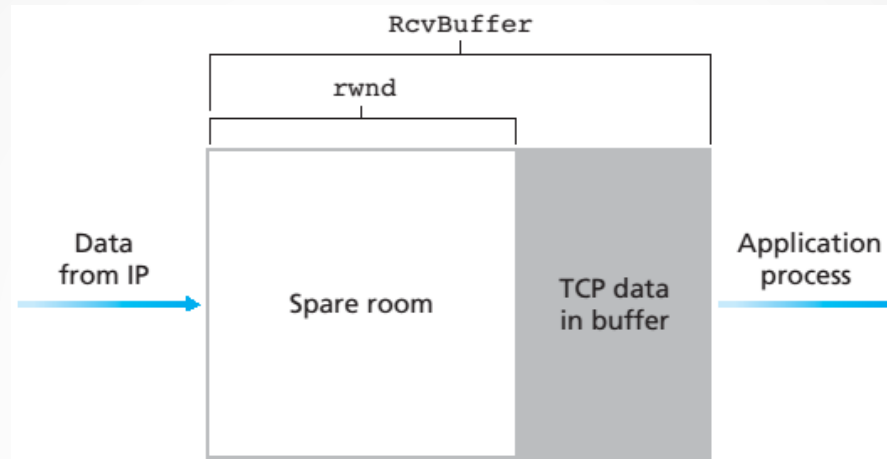 RcvBuffer
rwnd
Data
from IP
Spare room
TCP data
in buffer
Application
process